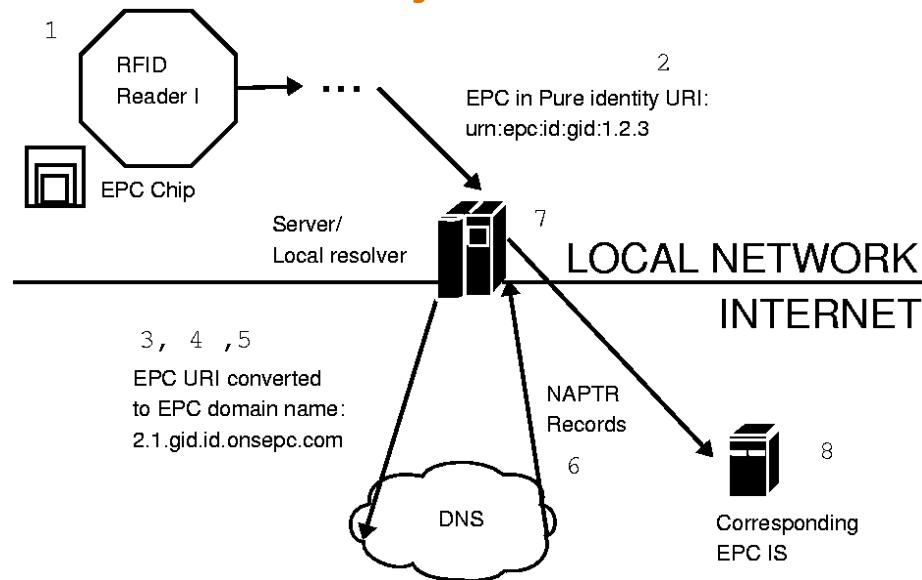 1
RFID
Reader I
...
2
EPC in Pure identity URI:
urn:epc:id:gid:1.2.3
EPC Chip
Server/
Local resolver
7
LOCAL NETWORK
INTERNET
3, 4 ,5
EPC URI converted
to EPC domain name:
2.1.gid.id.onsepc.com
NAPTR
Records
6
8
DNS
Corresponding
EPC IS